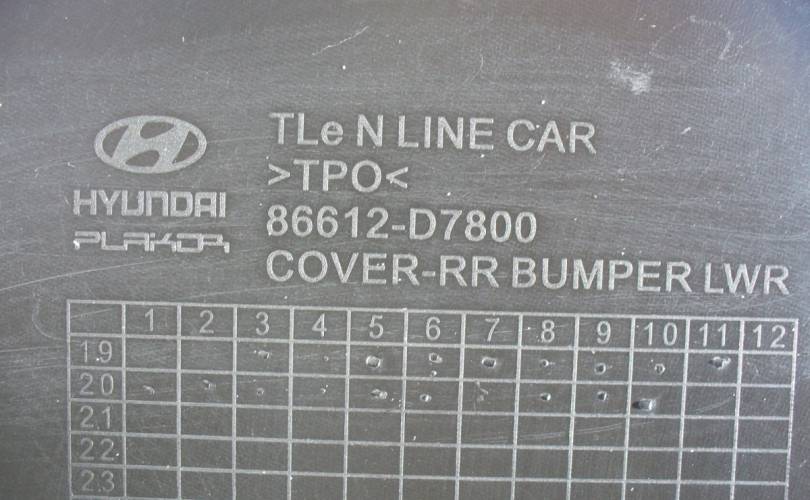 TLe N LINE CAR
>TPO<
HYUNDAI
86612-D7800
PLAKOR
COVER-RR BUMPER LWR
1 2 3 4 5 6 7 8 9 10 11 12
19
20
21
22
23